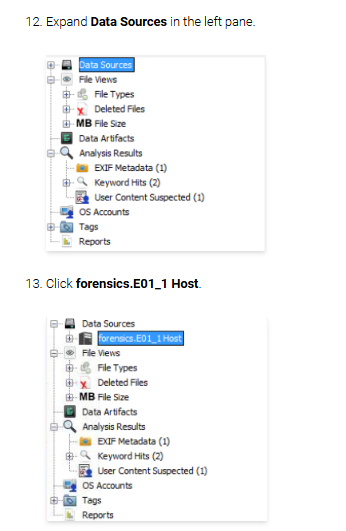 12. Expand Data Sources in the left pane.
Data Sources
File Views
File Types
Deleted Files
MB File Size
Data Artifacts
Analysis Results
EXIF Metadata (1)
Keyword Hits (2)
User Content Suspected (1)
OS Accounts
Tags
Reports
13. Click forensics.E01_1 Host.
Data Sources
forensics.E01_1 Host
File Views
File Types
Deleted Files
MB File Size
Data Artifacts
Analysis Results
EXIF Metadata (1)
Keyword Hits (2)
User Content Suspected (1)
OS Accounts
Tags
Reports